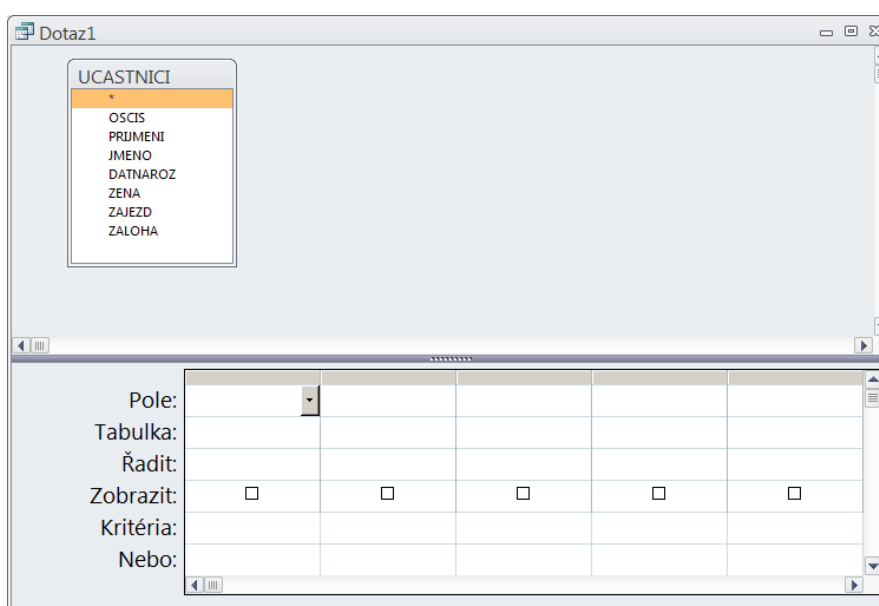 Dotaz1
UCASTNICI
*
OSCIS
PRIJMENI
JMENO
DATNAROZ
ZENA
ZAJEZD
ZALOHA
Pole:
Tabulka:
Řadit:
Zobrazit:
Kritéria:
Nebo: